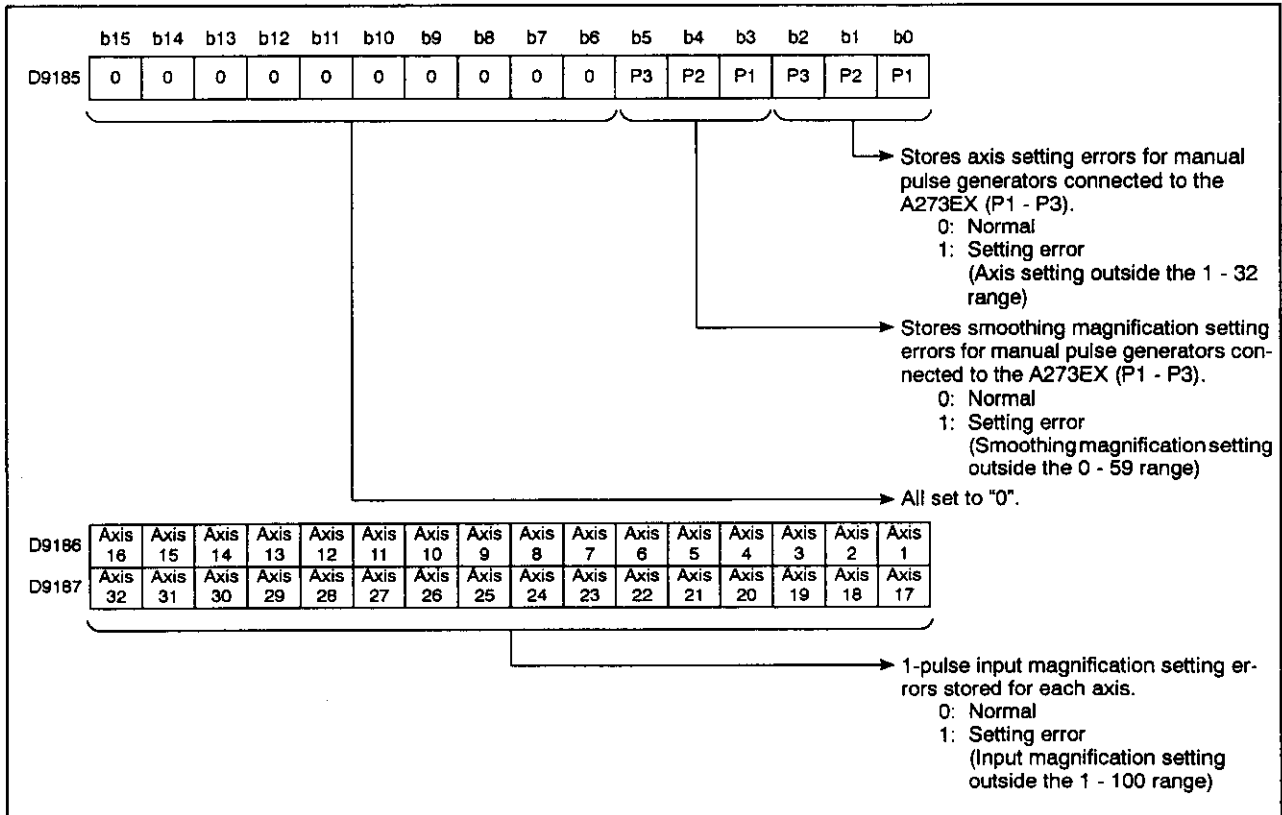 b15 b14 b13 b12 b11 b10 b9 b8 b7 b6 b5 b4 b3 b2 b1 b0
D9185 0 0 0 0 0 0 0 0 0 0 P3 P2 P1 P3 P2 P1
Stores axis setting errors for manual
pulse generators connected to the
A273EX (P1 - P3).
0: Normal
1: Setting error
(Axis setting outside the 1 - 32
range)
Stores smoothing magnification setting
errors for manual pulse generators con-
nected to the A273EX (P1 - P3).
0: Normal
1: Setting error
(Smoothing magnification setting
outside the 0 - 59 range)
All set to "0".
D9186 Axis 16 Axis 15 Axis 14 Axis 13 Axis 12 Axis 11 Axis 10 Axis 9 Axis 8 Axis 7 Axis 6 Axis 5 Axis 4 Axis 3 Axis 2 Axis 1
D9187 Axis 32 Axis 31 Axis 30 Axis 29 Axis 28 Axis 27 Axis 26 Axis 25 Axis 24 Axis 23 Axis 22 Axis 21 Axis 20 Axis 19 Axis 18 Axis 17
1-pulse input magnification setting er-
rors stored for each axis.
0: Normal
1: Setting error
(Input magnification setting
outside the 1 - 100 range)